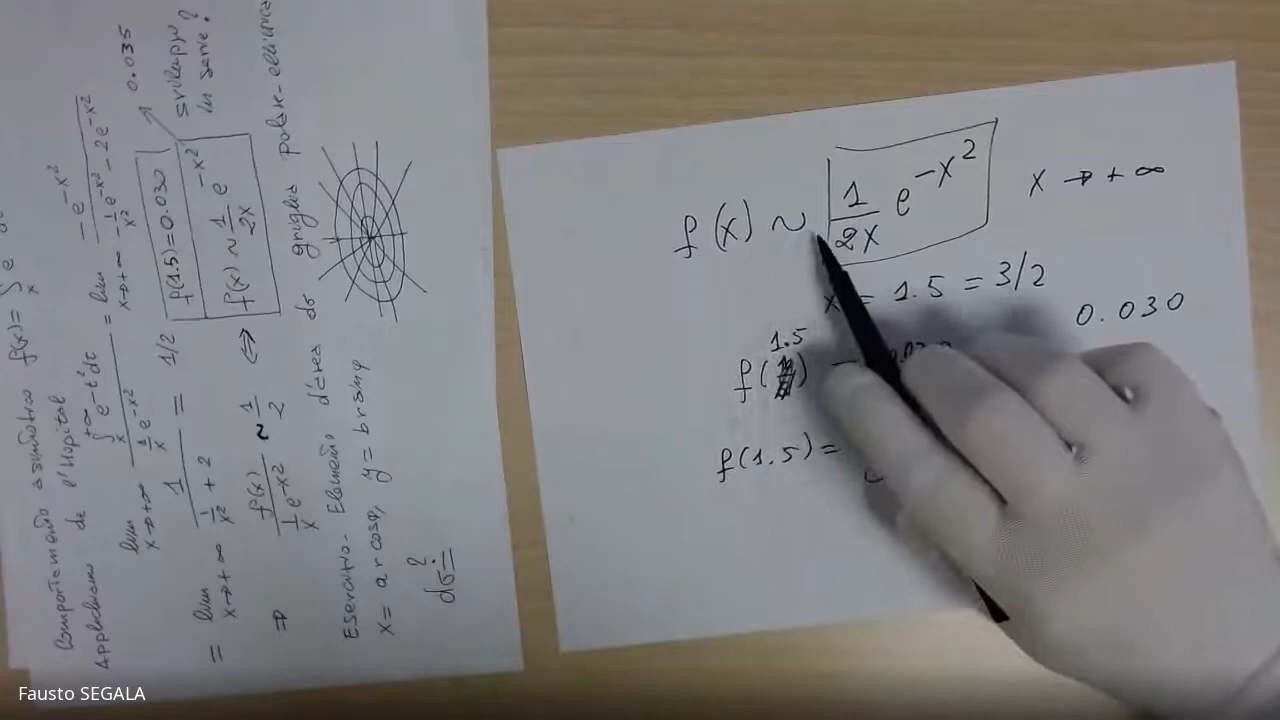 Comportamento asintotico f(x) = ∫ e
x
Applichiamo de l'Hopital
lim x→+∞ ∫ₓ^+∞ e^-t² dt / 1/x e^-x² = lim x→+∞ -e^-x² / -1/x² e^-x² - 2e^-x²
= lim x→+∞ 1 / 1/x² + 2 = 1/2
f(1.5)=0.030 → 0.035
⇒ f(x) / 1/x e^-x² ~ 1/2 ⇔ f(x) ~ 1/2x e^-x²
sviluppo in serie?
Esercizio. Elemento d'area da griglia polare-ellittica
x = a r cosφ, y = b r sinφ
dσ = ?
f(x) ~ 1/2x e^-x² x → +∞
x = 1.5 = 3/2
f(1.5) 0.030
f(1.5) =
Fausto SEGALA